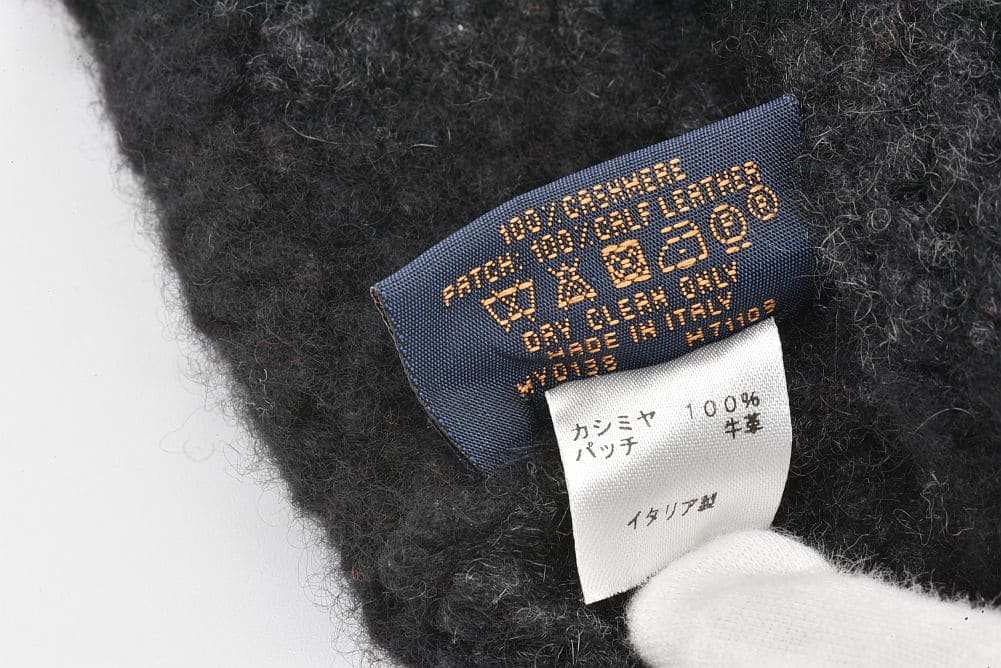 100% CASHMERE
PATCH: 100% CALF LEATHER
P R
DRY CLEAN ONLY
MADE IN ITALY
MY0138 M71103
カシミヤ 100%
パッチ 牛革
イタリア製